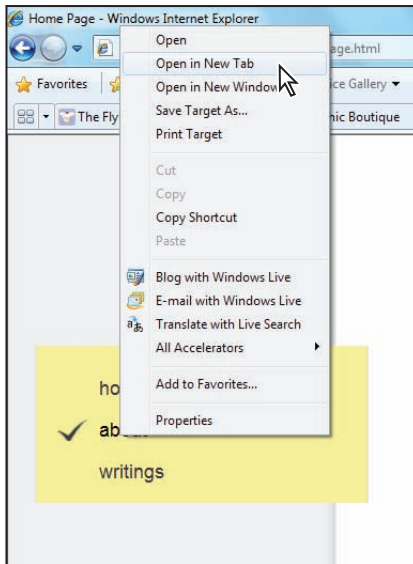 Home Page - Windows Internet Explorer
age.html
Favorites
ice Gallery
The Fly
nic Boutique
Open
Open in New Tab
Open in New Window
Save Target As...
Print Target
Cut
Copy
Copy Shortcut
Paste
Blog with Windows Live
E-mail with Windows Live
Translate with Live Search
All Accelerators
Add to Favorites...
Properties
ho
about
writings